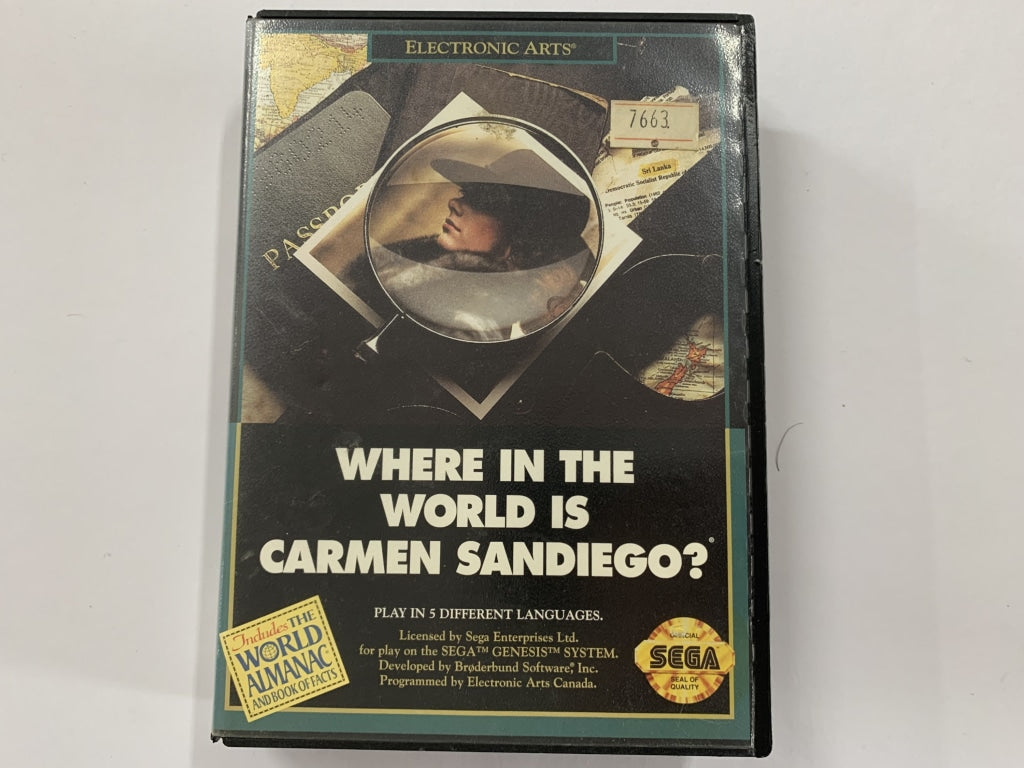 ELECTRONIC ARTS®
7663
PASSPO
Sri Lanka
Democratic Socialist Republic of
People: Population
WHERE IN THE
WORLD IS
CARMEN SANDIEGO?
PLAY IN 5 DIFFERENT LANGUAGES.
Licensed by Sega Enterprises Ltd.
for play on the SEGA™ GENESIS™ SYSTEM.
Developed by Brøderbund Software,® Inc.
Programmed by Electronic Arts Canada.
Includes THE
WORLD
ALMANAC
AND BOOK OF FACTS
OFFICIAL
SEGA
SEAL OF
QUALITY